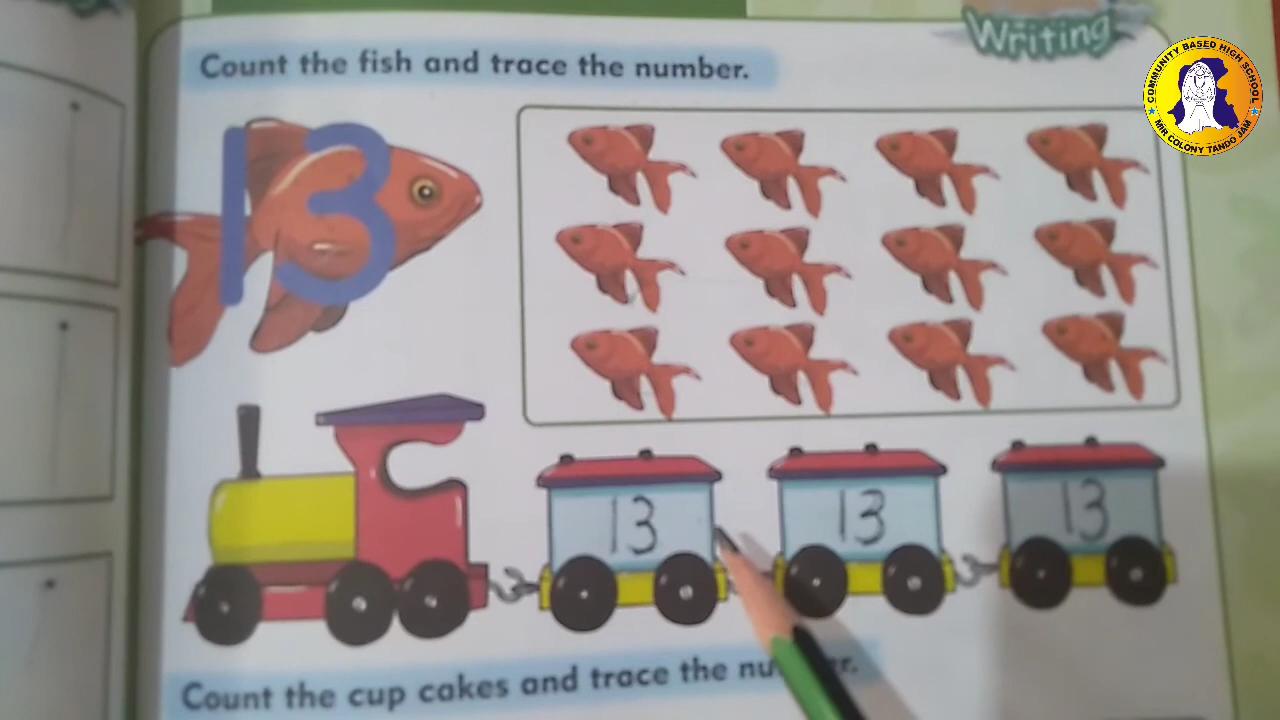 Writing
Count the fish and trace the number.
COMMUNITY BASED HIGH SCHOOL
MIR COLONY TANDO JAM
13
13 13 13
Count the cup cakes and trace the nu r.